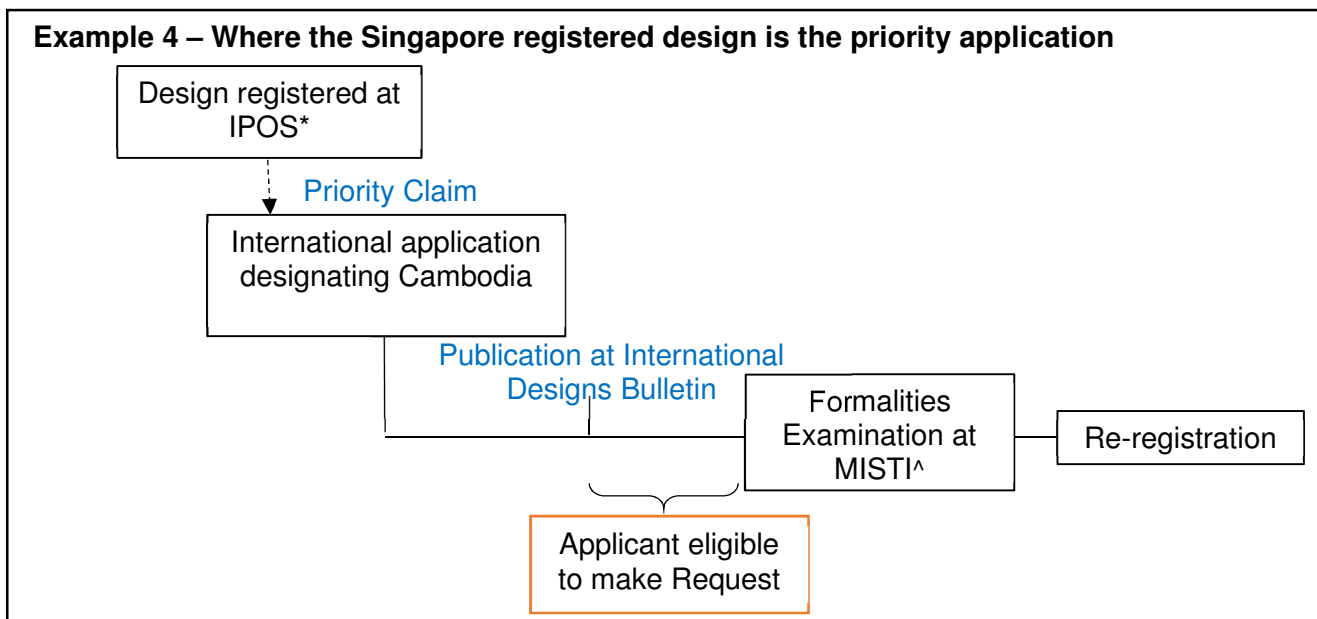 Example 4 – Where the Singapore registered design is the priority application
Design registered at
IPOS*
Priority Claim
International application
designating Cambodia
Publication at International
Designs Bulletin
Formalities
Examination at
MISTI^
Re-registration
Applicant eligible
to make Request